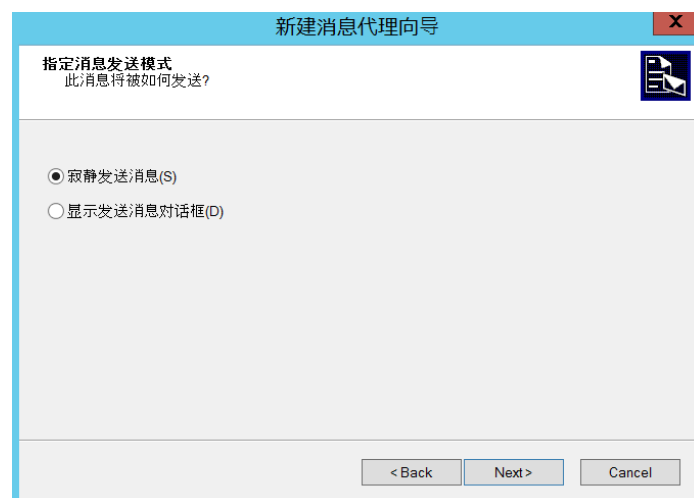 新建消息代理向导
X
指定消息发送模式
此消息将被如何发送?
寂静发送消息(S)
显示发送消息对话框(D)
< Back Next > Cancel